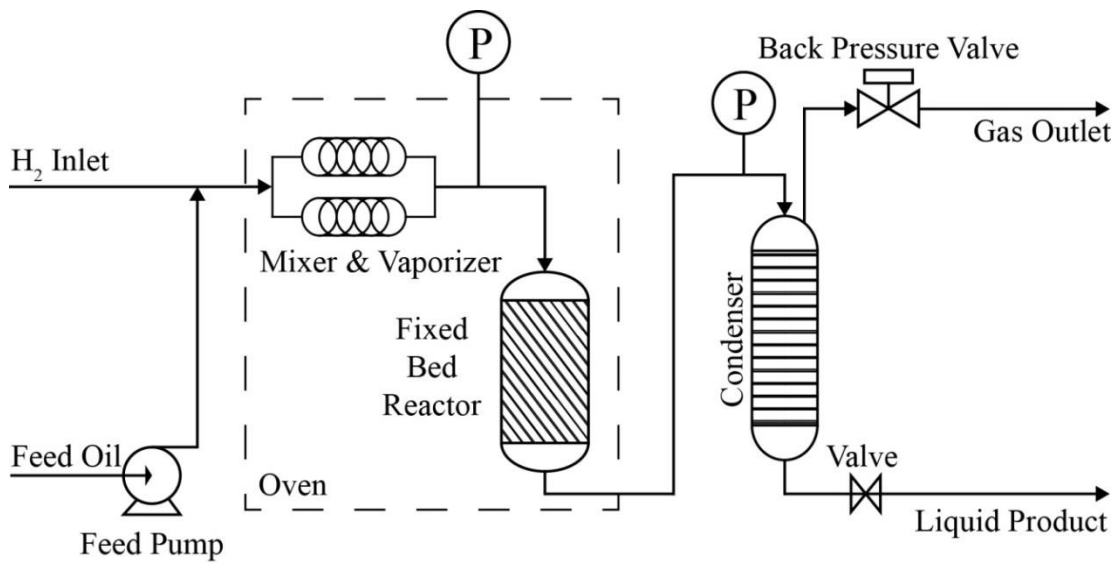 P
Back Pressure Valve
P
Gas Outlet
H₂ Inlet
Mixer & Vaporizer
Fixed
Bed
Reactor
Condenser
Feed Oil
Oven
Valve
Feed Pump
Liquid Product